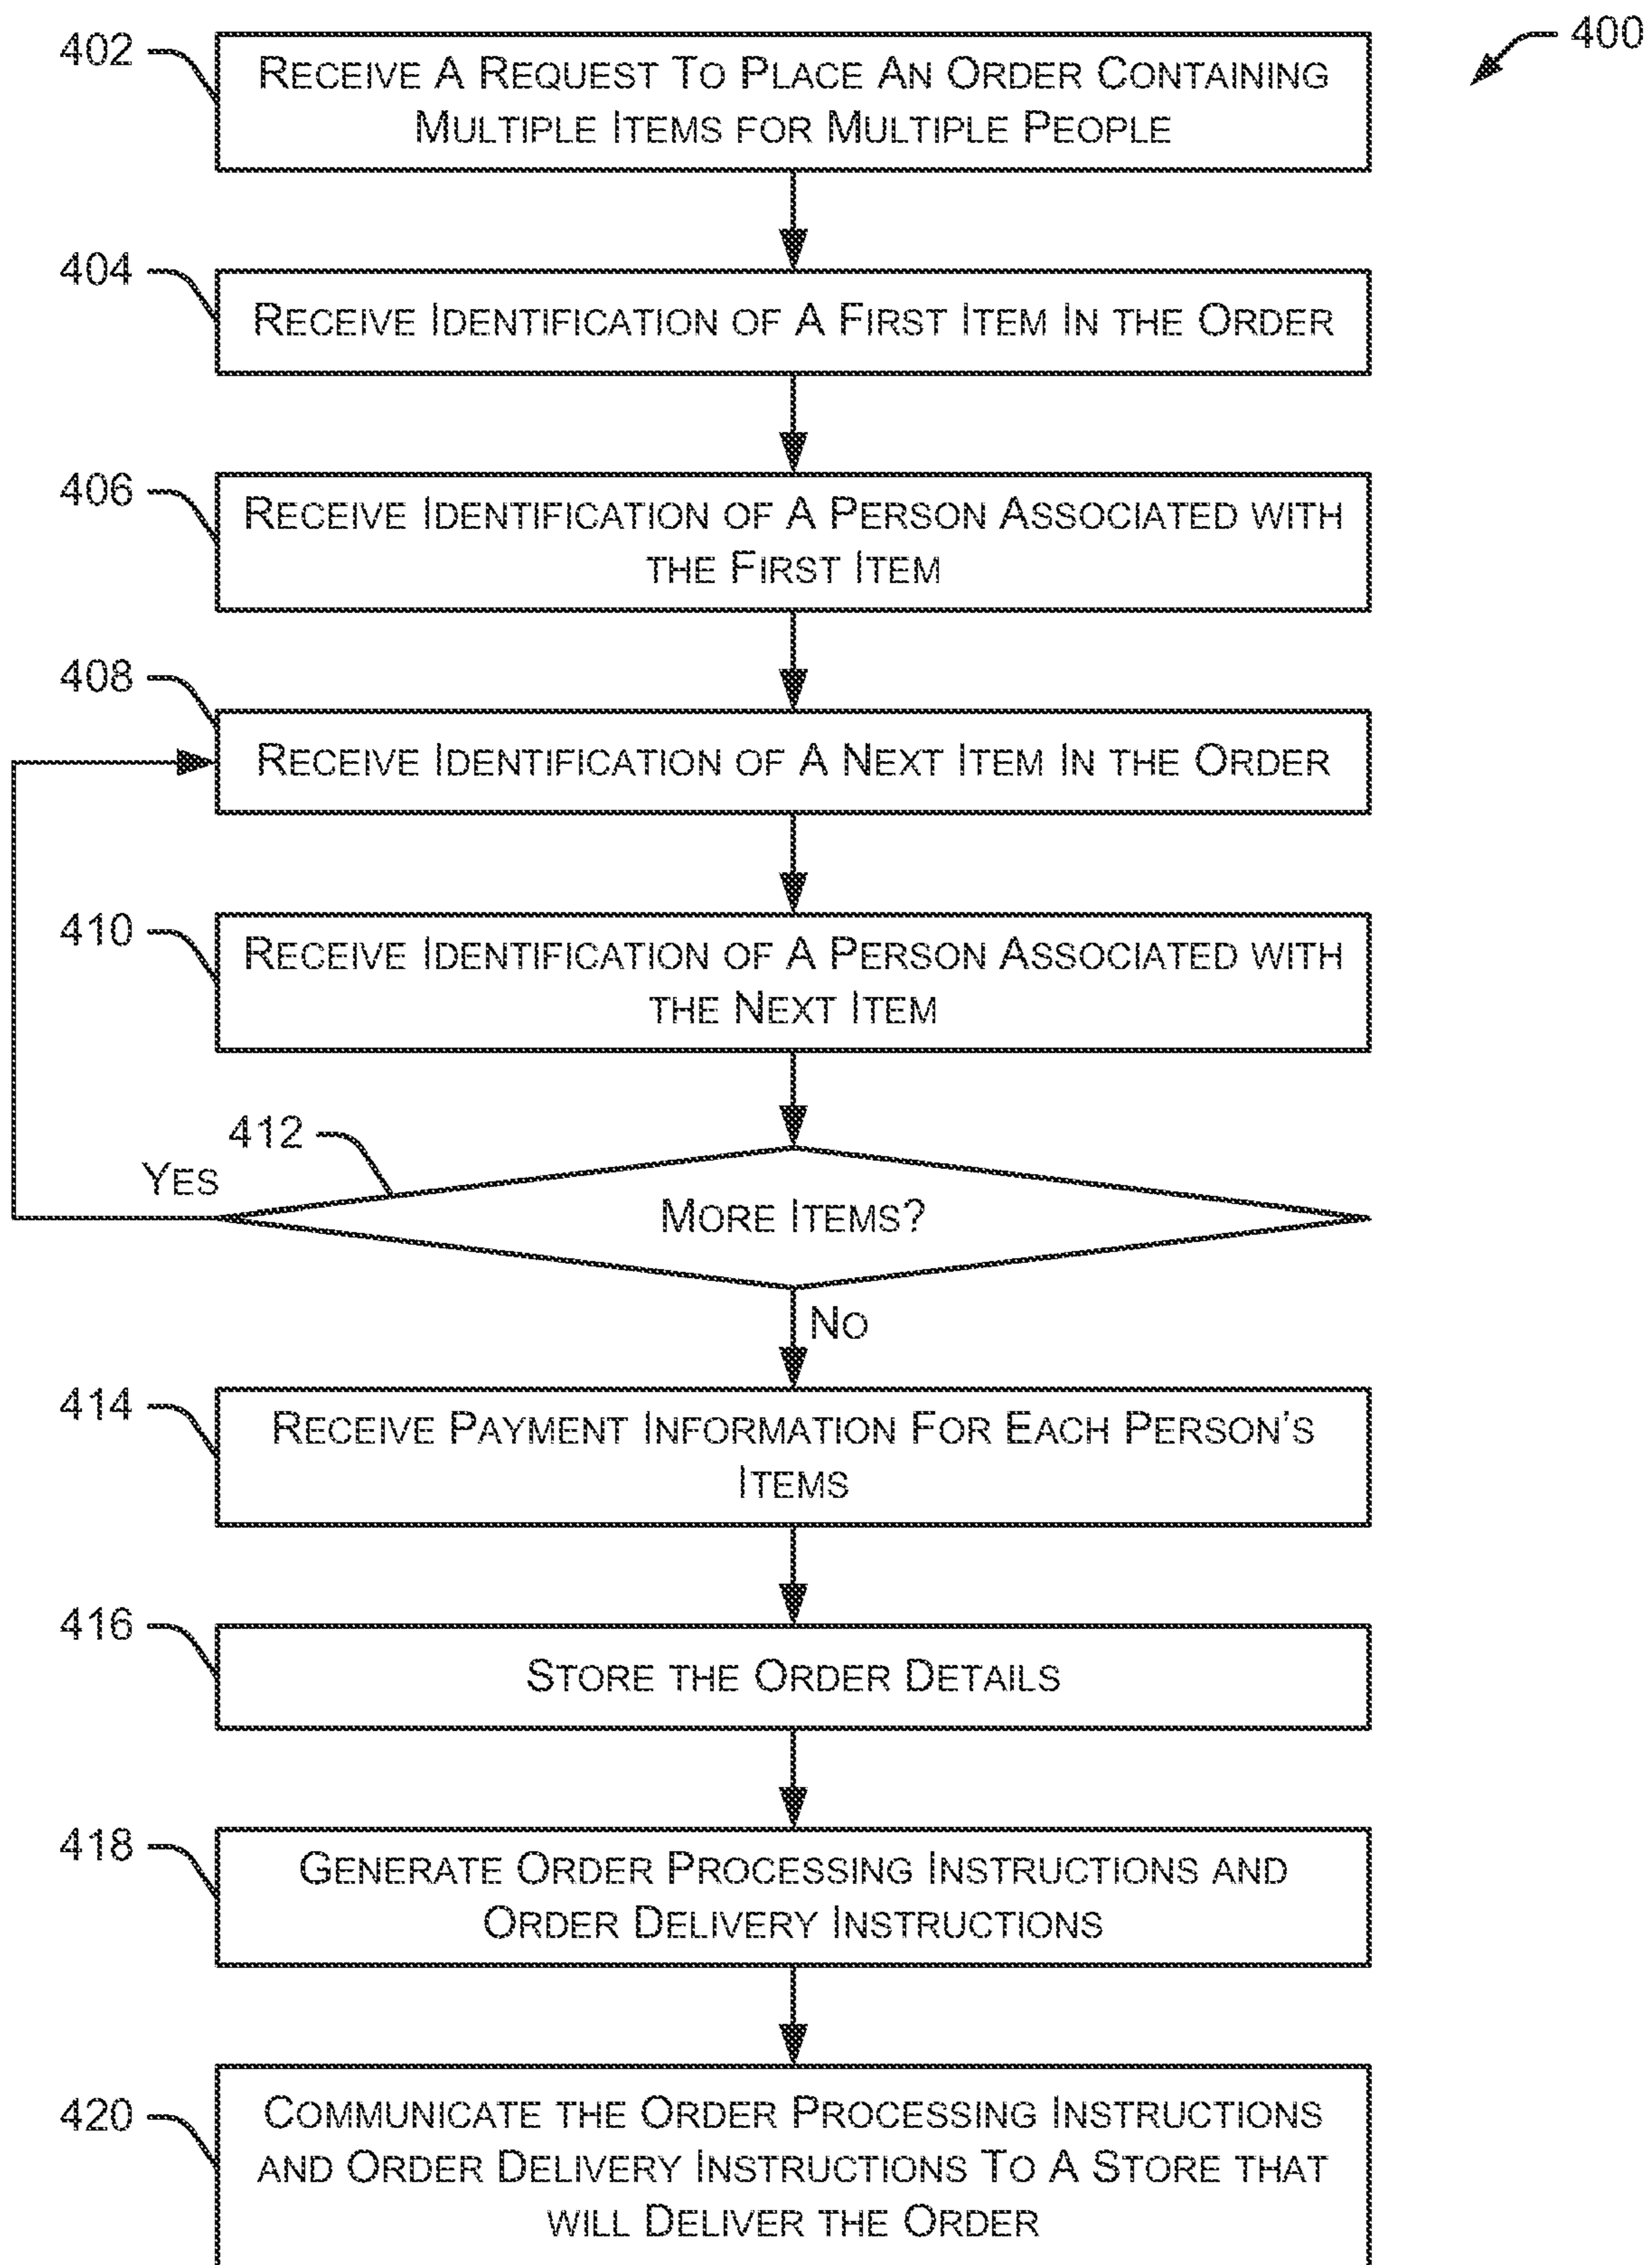 400
402
RECEIVE A REQUEST TO PLACE AN ORDER CONTAINING
MULTIPLE ITEMS FOR MULTIPLE PEOPLE
404
RECEIVE IDENTIFICATION OF A FIRST ITEM IN THE ORDER
406
RECEIVE IDENTIFICATION OF A PERSON ASSOCIATED WITH
THE FIRST ITEM
408
RECEIVE IDENTIFICATION OF A NEXT ITEM IN THE ORDER
410
RECEIVE IDENTIFICATION OF A PERSON ASSOCIATED WITH
THE NEXT ITEM
412
YES
MORE ITEMS?
NO
414
RECEIVE PAYMENT INFORMATION FOR EACH PERSON'S
ITEMS
416
STORE THE ORDER DETAILS
418
GENERATE ORDER PROCESSING INSTRUCTIONS AND
ORDER DELIVERY INSTRUCTIONS
420
COMMUNICATE THE ORDER PROCESSING INSTRUCTIONS
AND ORDER DELIVERY INSTRUCTIONS TO A STORE THAT
WILL DELIVER THE ORDER